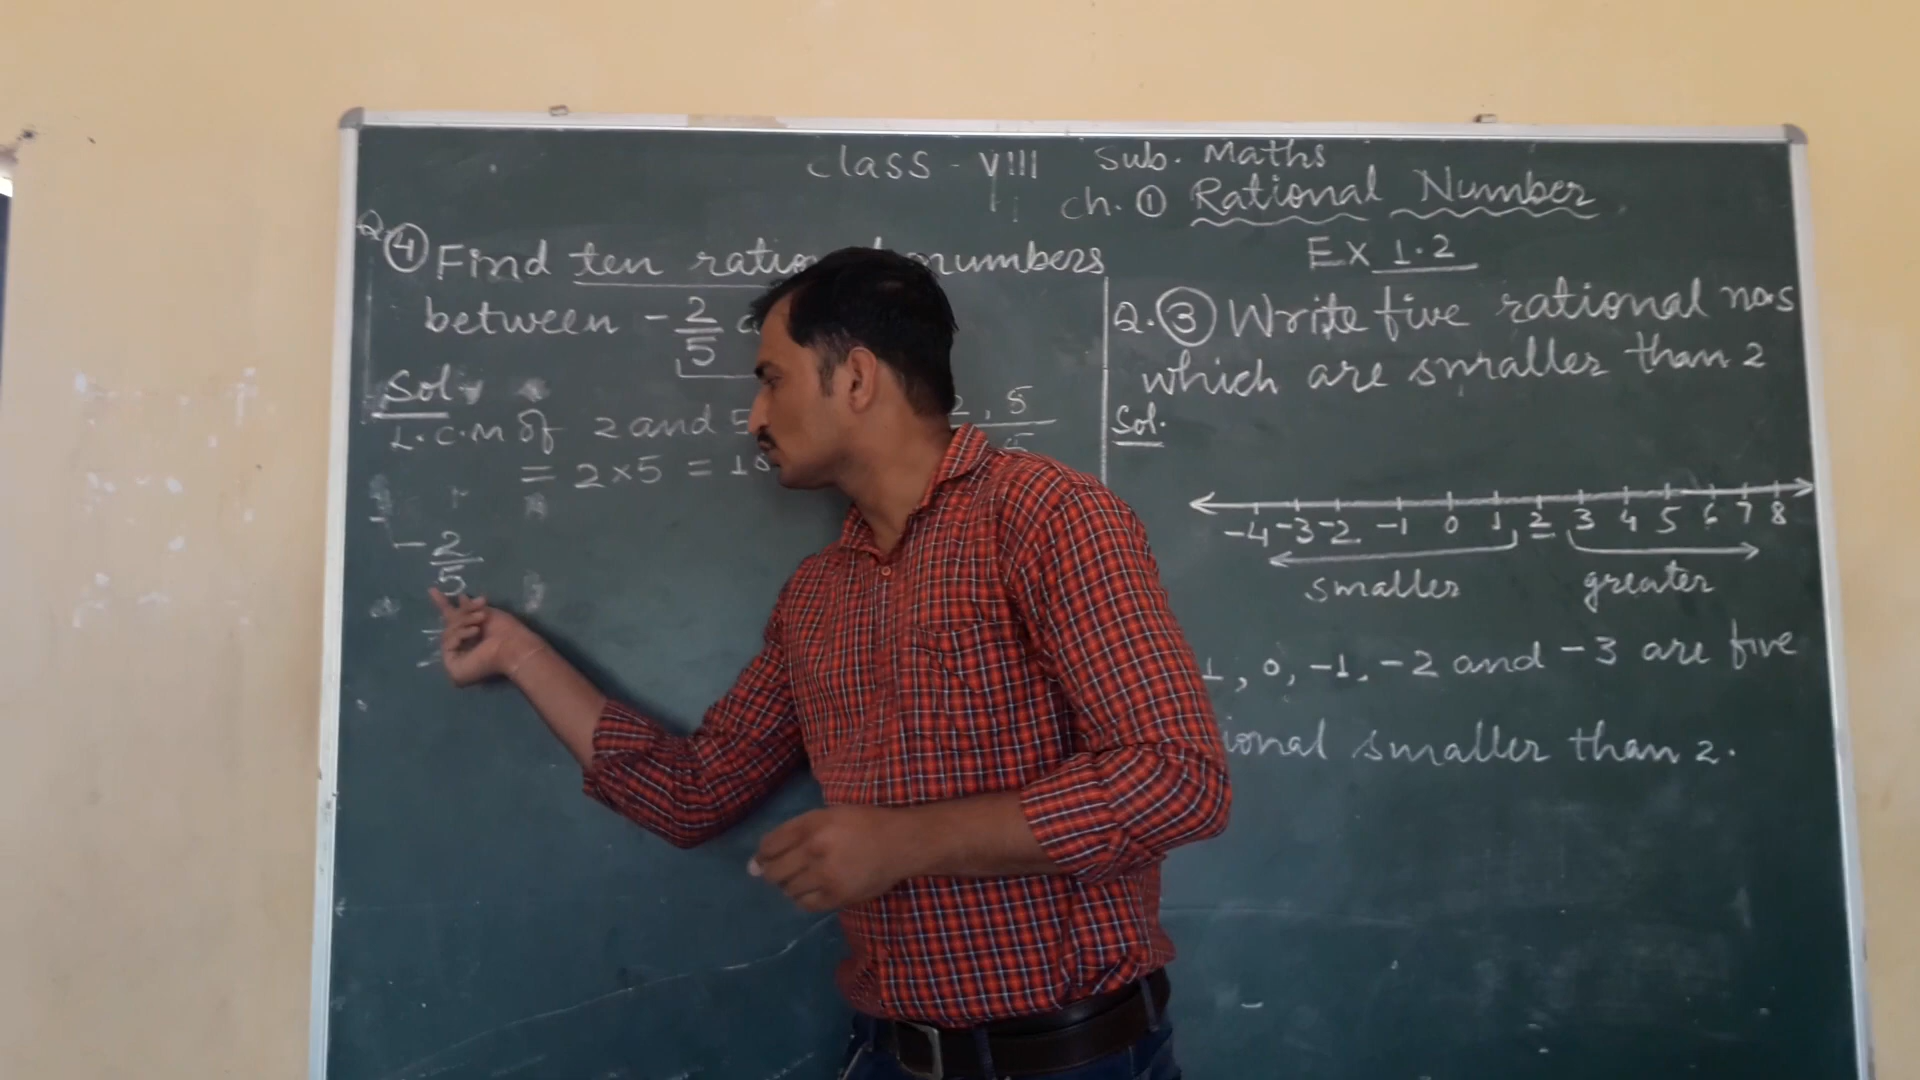 Class - VIII Sub. Maths
Ch. ① Rational Number
Ex 1.2
Q. ④ Find ten numbers
between - 2/5
Sol
L.C.M of 2 and 5
2, 5
= 2×5 = 10
- 2/5
Q. ③ Write five rational nos
which are smaller than 2
Sol.
-4 -3 -2 -1 0 1 2 3 4 5 6 7 8
smaller greater
1, 0, -1, -2 and -3 are five
smaller than 2.